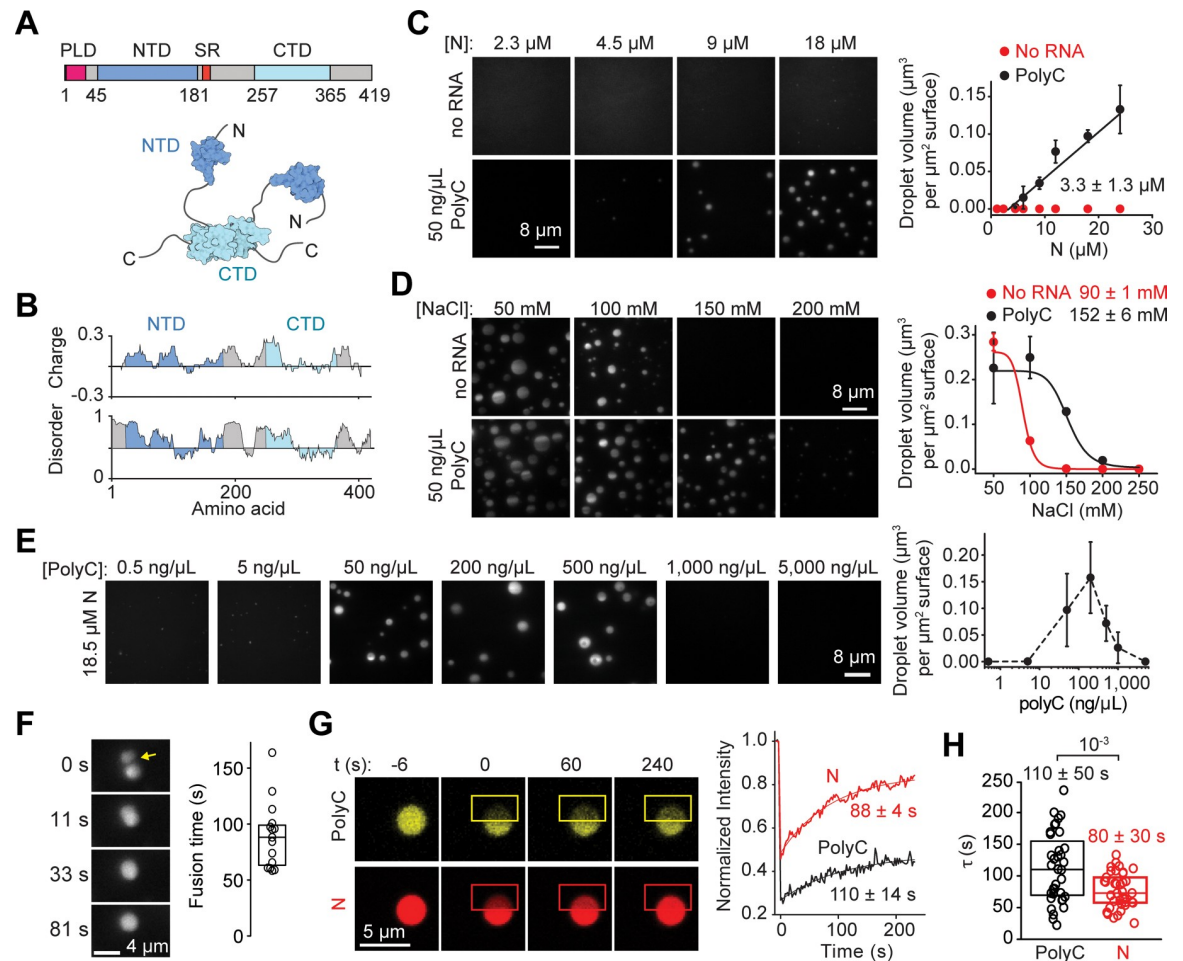 A
PLD NTD SR CTD
1 45 181 257 365 419
N
NTD
N
C
C
CTD
B
NTD CTD
Charge
0.3
-0.3
Disorder
1
0
1 200 400
Amino acid
C
[N]: 2.3 µM 4.5 µM 9 µM 18 µM
no RNA
50 ng/µL
PolyC
8 µm
No RNA
PolyC
Droplet volume (µm³
per µm² surface)
0.15
0.10
0.05
0.00
3.3 ± 1.3 µM
0 10 20 30
N (µM)
D
[NaCl]: 50 mM 100 mM 150 mM 200 mM
no RNA
50 ng/µL
PolyC
8 µm
No RNA 90 ± 1 mM
PolyC 152 ± 6 mM
Droplet volume (µm³
per µm² surface)
0.3
0.2
0.1
0.0
50 100 150 200 250
NaCl (mM)
E
[PolyC]: 0.5 ng/µL 5 ng/µL 50 ng/µL 200 ng/µL 500 ng/µL 1,000 ng/µL 5,000 ng/µL
18.5 µM N
8 µm
Droplet volume (µm³
per µm² surface)
0.20
0.15
0.10
0.05
0.00
1 10 100 1,000
polyC (ng/µL)
F
0 s
11 s
33 s
81 s
4 µm
Fusion time (s)
150
100
50
0
G
t (s): -6 0 60 240
PolyC
N
5 µm
Normalized Intensity
1.0
0.8
0.6
0.4
0.2
N
88 ± 4 s
PolyC
110 ± 14 s
0 100 200
Time (s)
H
10⁻³
110 ± 50 s
80 ± 30 s
τ (s)
250
200
150
100
50
0
PolyC N